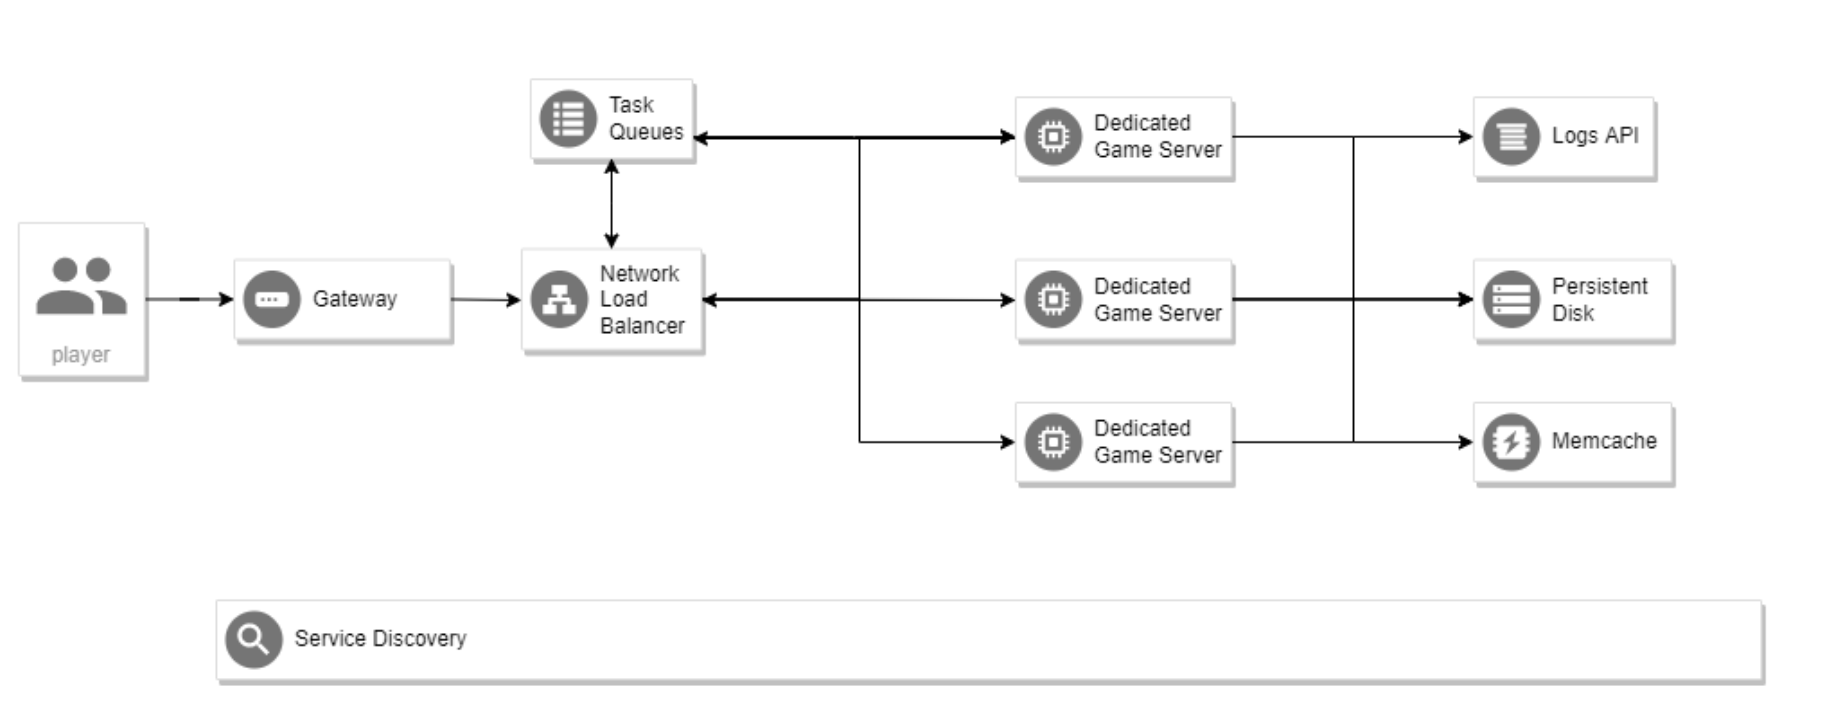 Task
Queues
Dedicated
Game Server
Logs API
player
Gateway
Network
Load
Balancer
Dedicated
Game Server
Persistent
Disk
Dedicated
Game Server
Memcache
Service Discovery